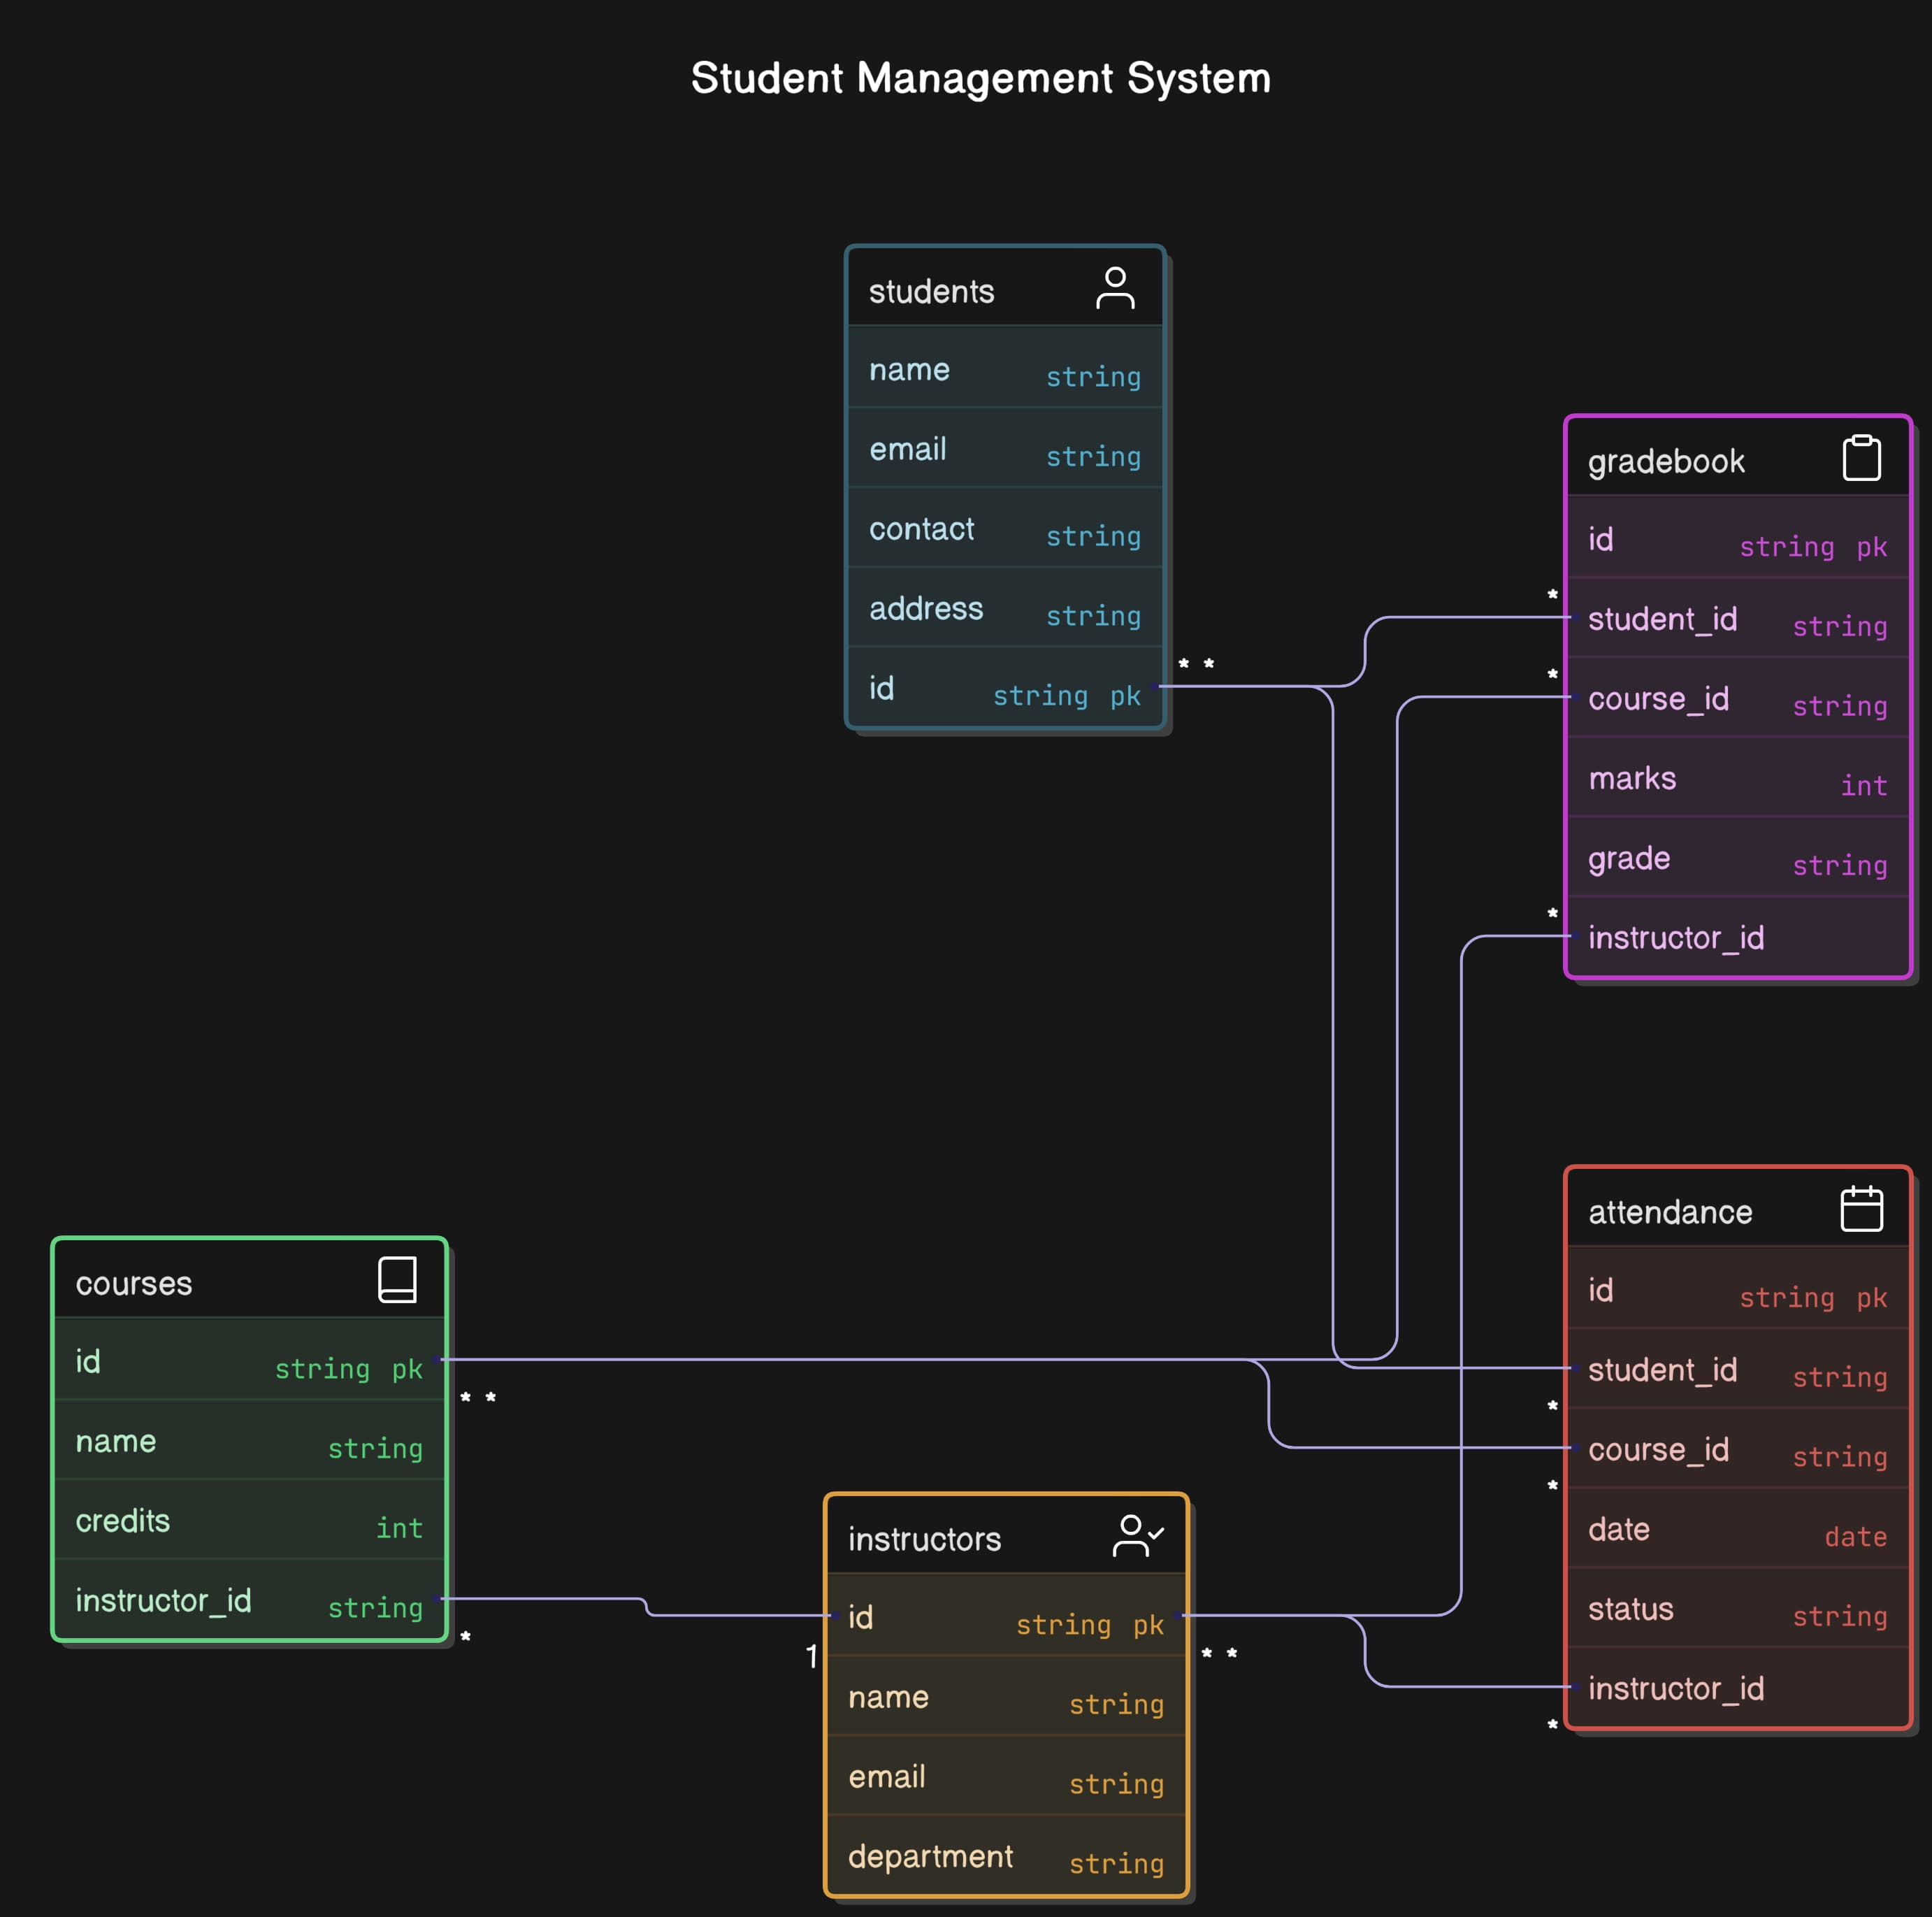 Student Management System
students
name string
email string
contact string
address string
id string pk
* *
gradebook
id string pk
*
student_id string
*
course_id string
marks int
grade string
*
instructor_id
attendance
id string pk
student_id string
*
course_id string
*
date date
status string
instructor_id
*
courses
id string pk
* *
name string
credits int
instructor_id string
*
instructors
id string pk
1
* *
name string
email string
department string